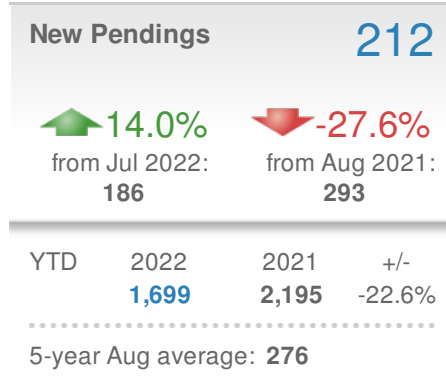 New Pendings 212
14.0% -27.6%
from Jul 2022: from Aug 2021:
186 293
YTD 2022 2021 +/-
1,699 2,195 -22.6%
5-year Aug average: 276